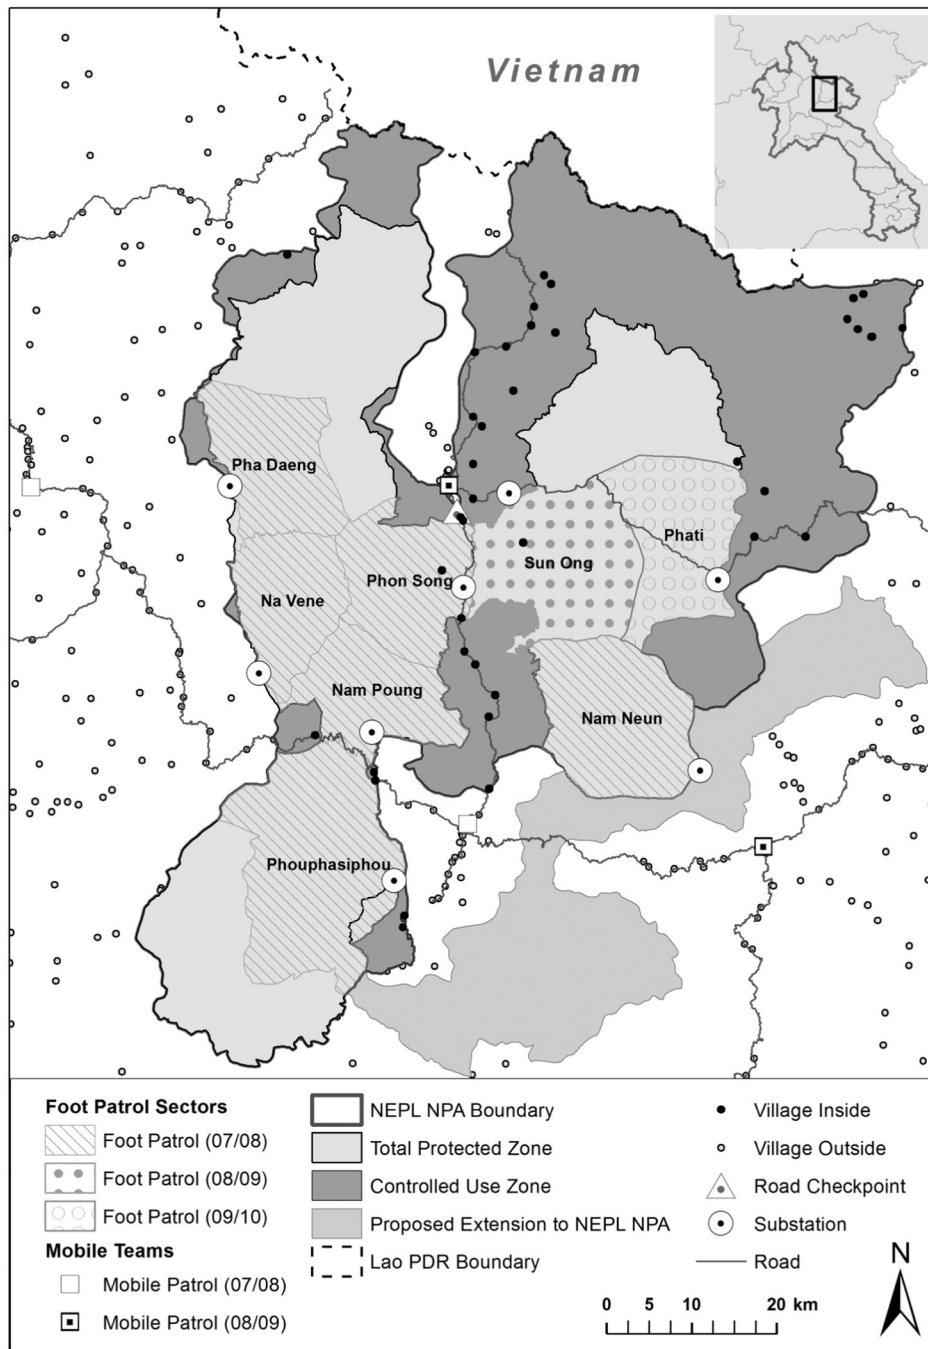 Vietnam
Pha Daeng
Phati
Sun Ong
Phon Song
Na Vene
Nam Poung
Nam Neun
Phouphasiphou
Foot Patrol Sectors
Foot Patrol (07/08)
Foot Patrol (08/09)
Foot Patrol (09/10)
Mobile Teams
Mobile Patrol (07/08)
Mobile Patrol (08/09)
NEPL NPA Boundary
Total Protected Zone
Controlled Use Zone
Proposed Extension to NEPL NPA
Lao PDR Boundary
Village Inside
Village Outside
Road Checkpoint
Substation
Road
0 5 10 20 km
N